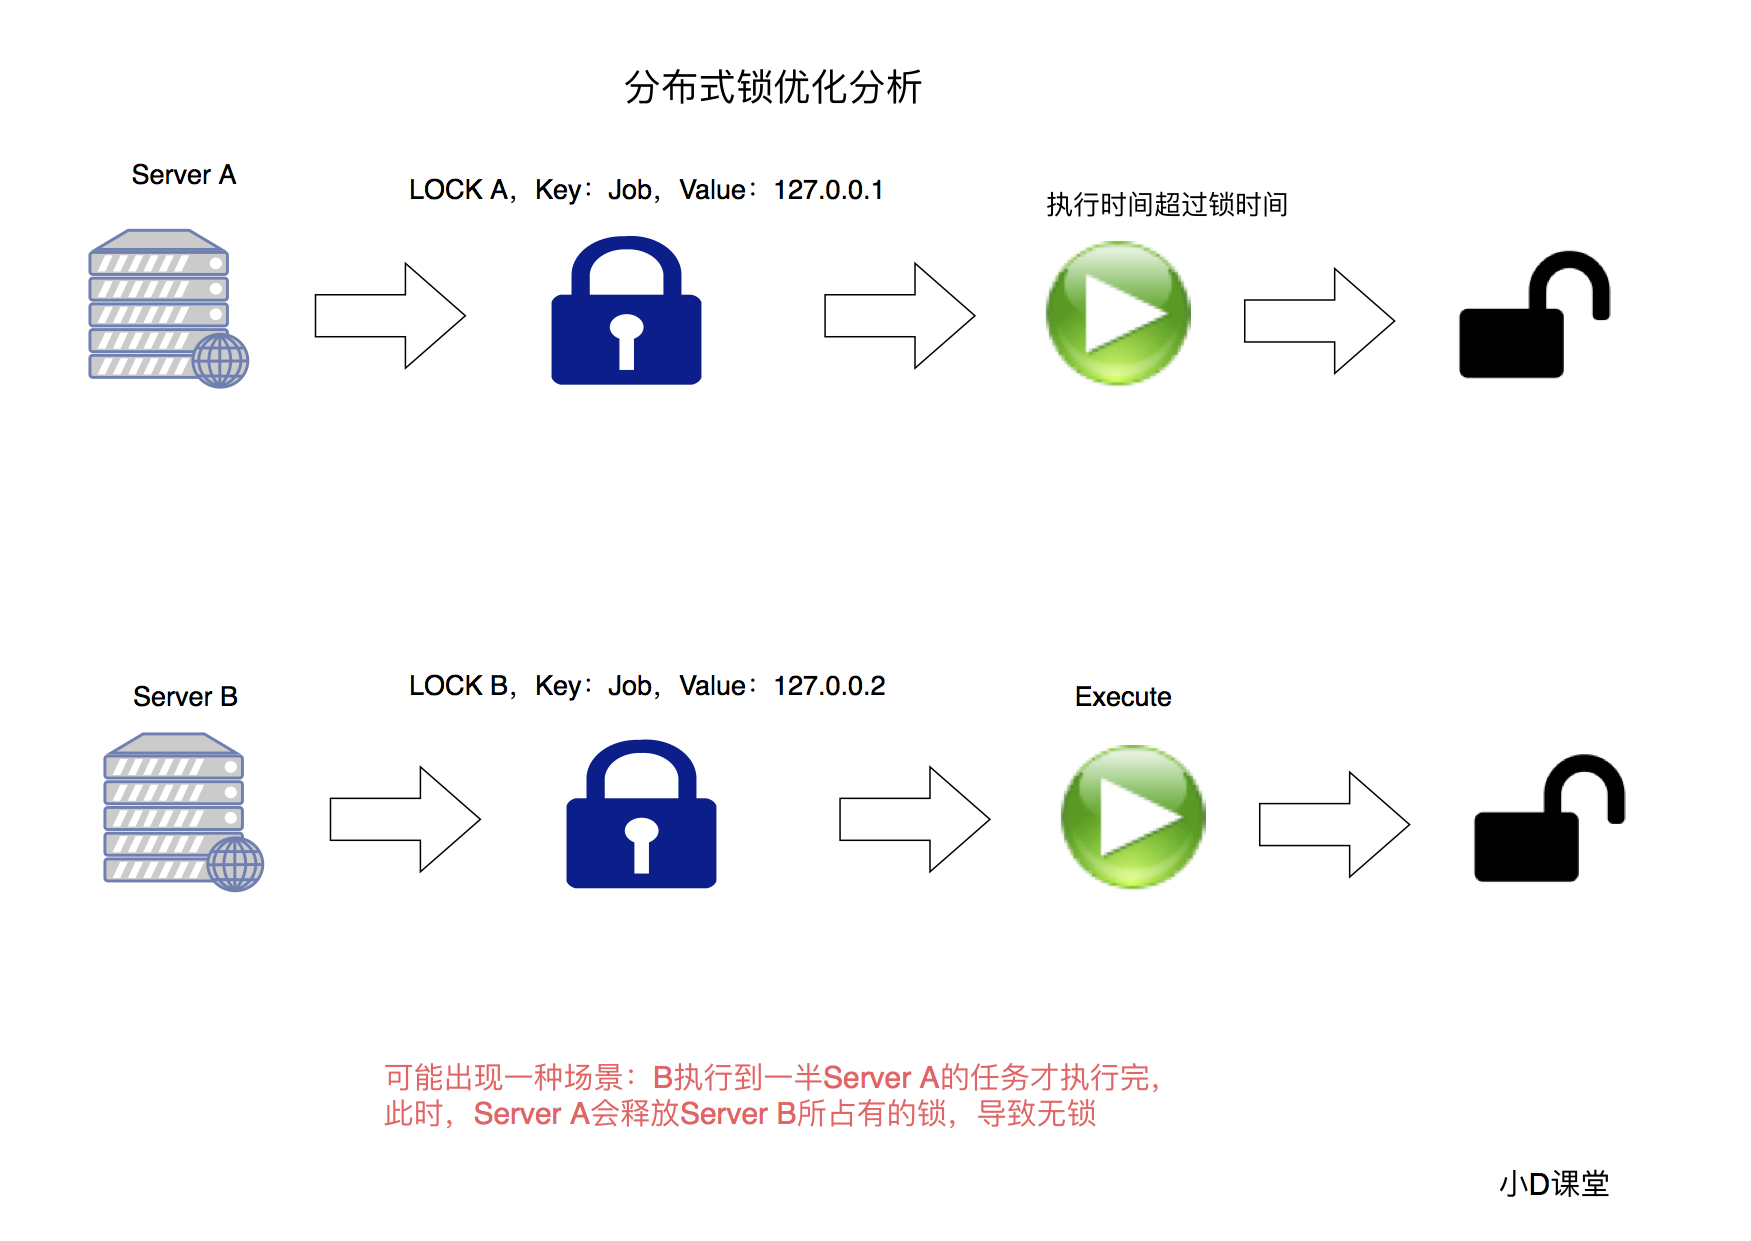 分布式锁优化分析
Server A
LOCK A，Key：Job，Value：127.0.0.1
执行时间超过锁时间
Server B
LOCK B，Key：Job，Value：127.0.0.2
Execute
可能出现一种场景：B执行到一半Server A的任务才执行完，
此时，Server A会释放Server B所占有的锁，导致无锁
小D课堂